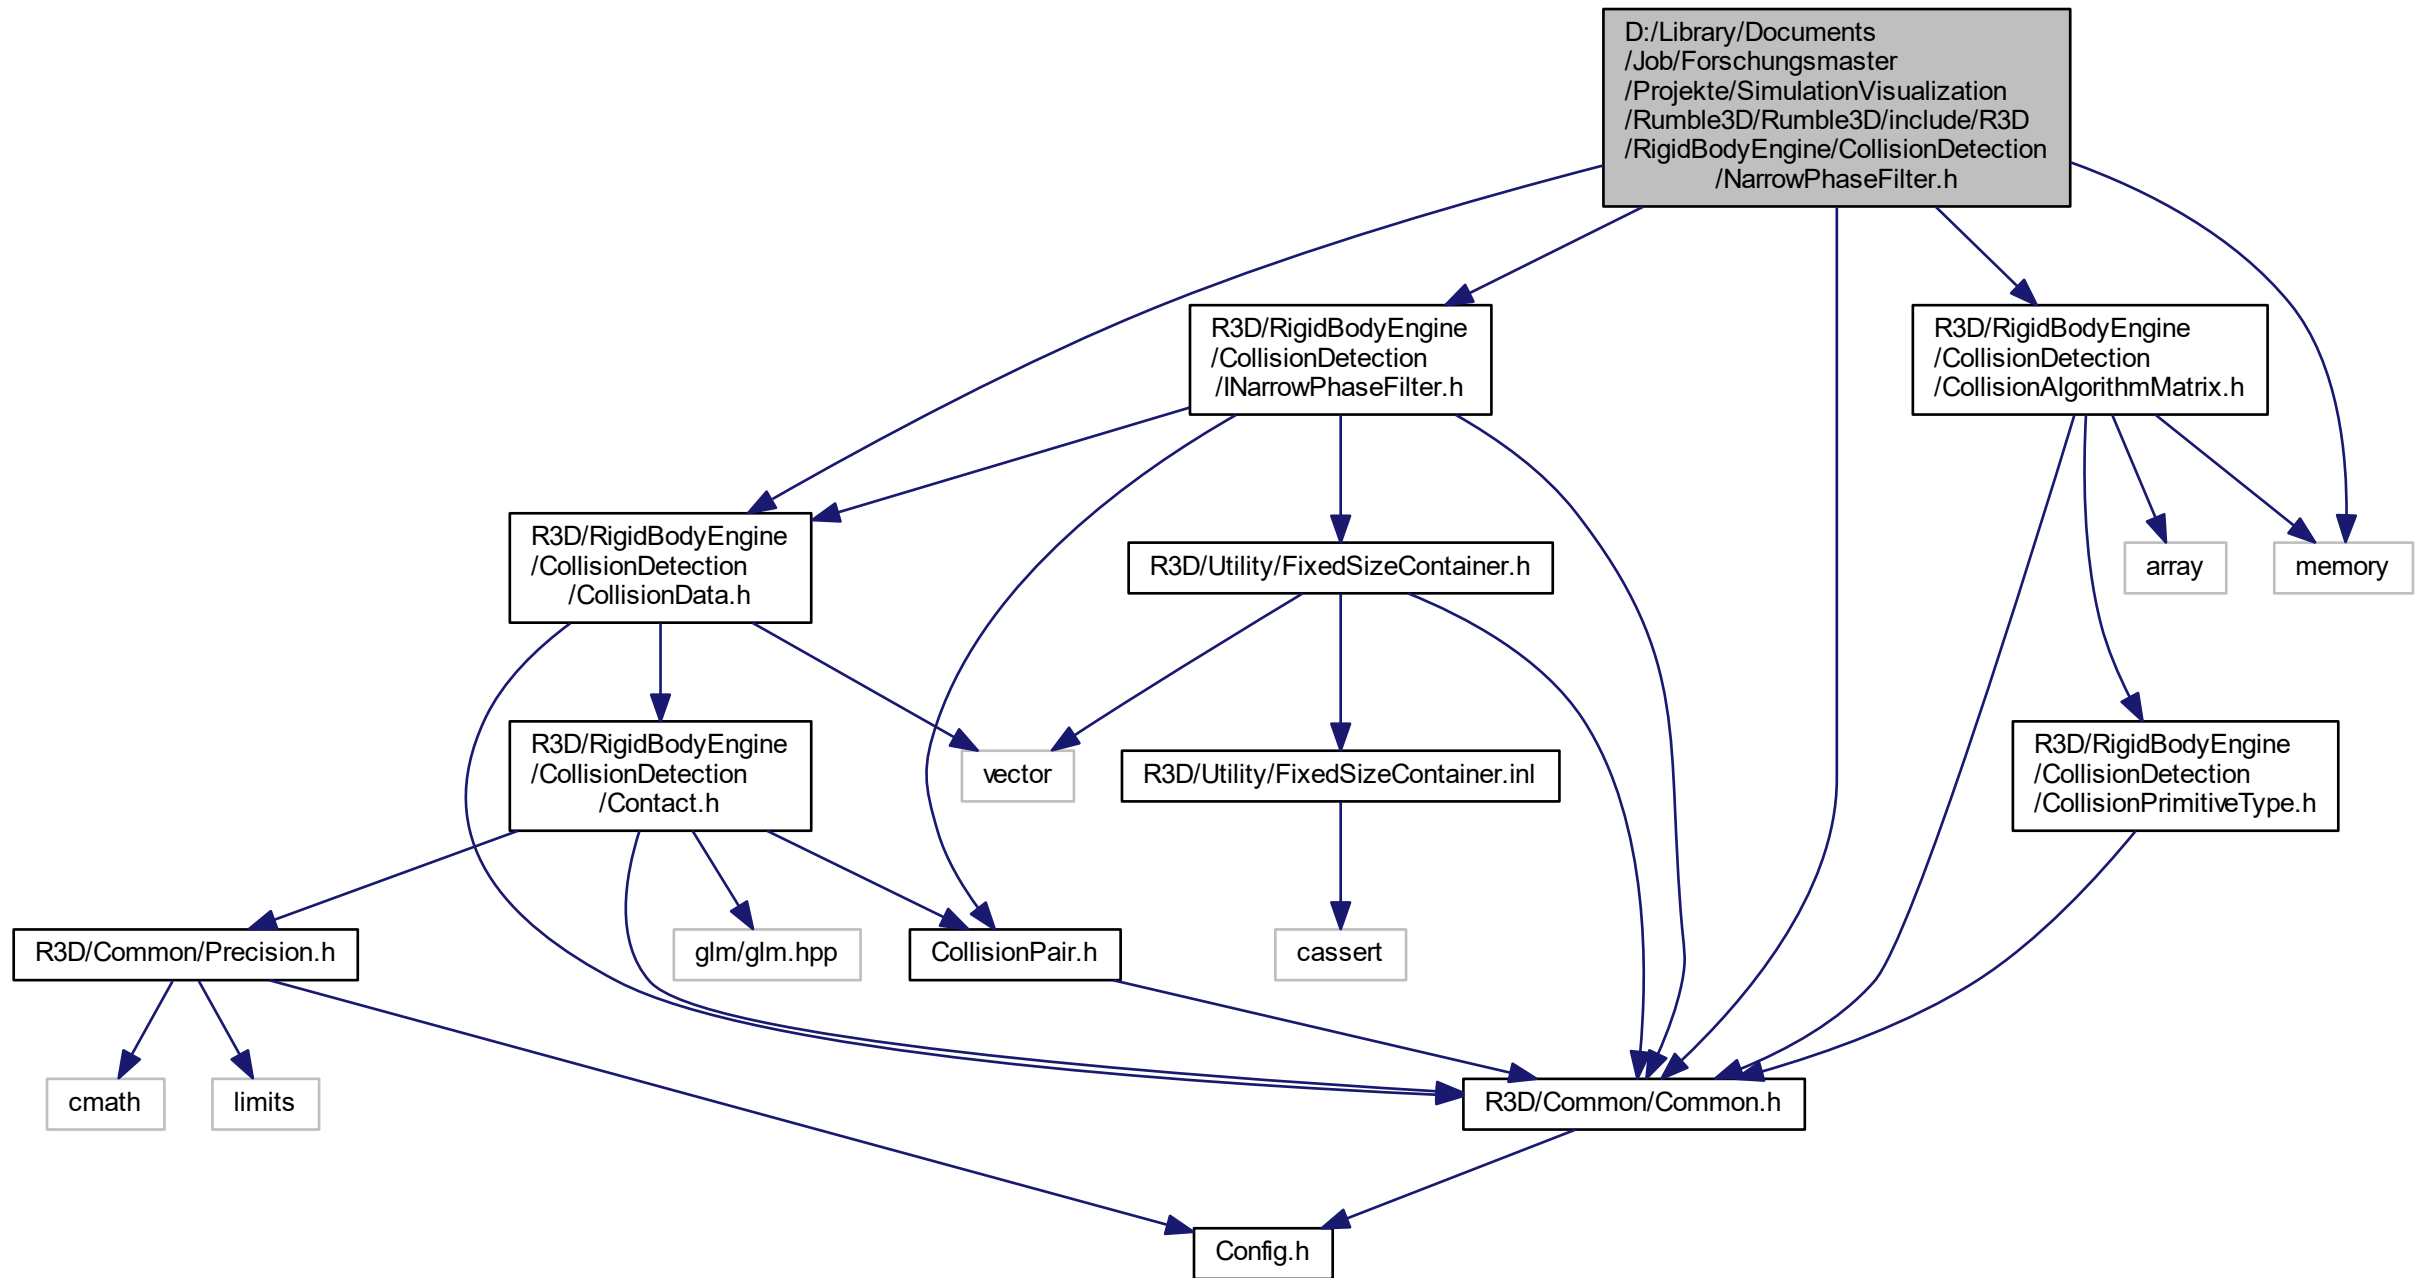 D:/Library/Documents
/Job/Forschungsmaster
/Projekte/SimulationVisualization
/Rumble3D/Rumble3D/include/R3D
/RigidBodyEngine/CollisionDetection
/NarrowPhaseFilter.h
R3D/RigidBodyEngine
/CollisionDetection
/INarrowPhaseFilter.h
R3D/RigidBodyEngine
/CollisionDetection
/CollisionAlgorithmMatrix.h
R3D/RigidBodyEngine
/CollisionDetection
/CollisionData.h
R3D/Utility/FixedSizeContainer.h
array
memory
R3D/RigidBodyEngine
/CollisionDetection
/Contact.h
vector
R3D/Utility/FixedSizeContainer.inl
R3D/RigidBodyEngine
/CollisionDetection
/CollisionPrimitiveType.h
R3D/Common/Precision.h
glm/glm.hpp
CollisionPair.h
cassert
cmath
limits
R3D/Common/Common.h
Config.h